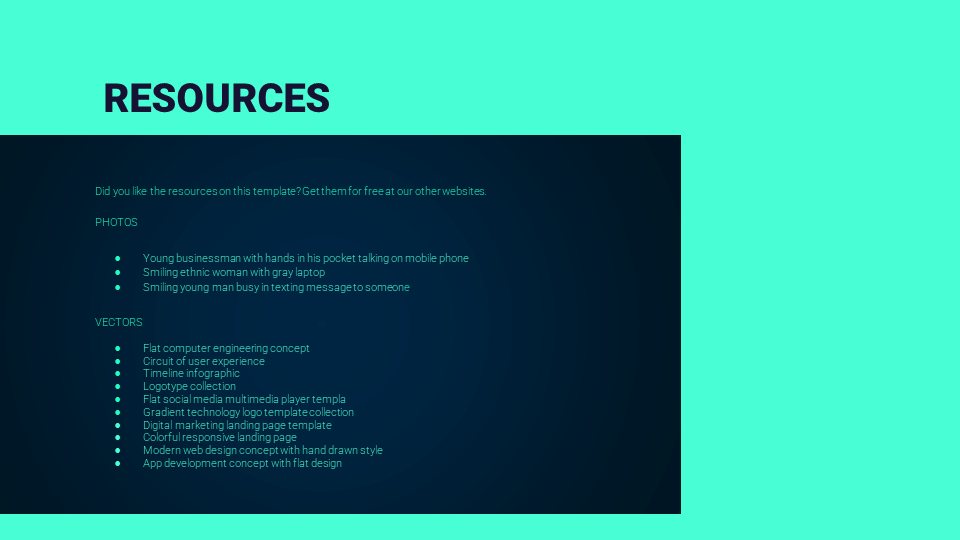 RESOURCES
Did you like the resources on this template? Get them for free at our other websites.
PHOTOS
● Young businessman with hands in his pocket talking on mobile phone
● Smiling ethnic woman with gray laptop
● Smiling young man busy in texting message to someone
VECTORS
● Flat computer engineering concept
● Circuit of user experience
● Timeline infographic
● Logotype collection
● Flat social media multimedia player templa
● Gradient technology logo template collection
● Digital marketing landing page template
● Colorful responsive landing page
● Modern web design concept with hand drawn style
● App development concept with flat design